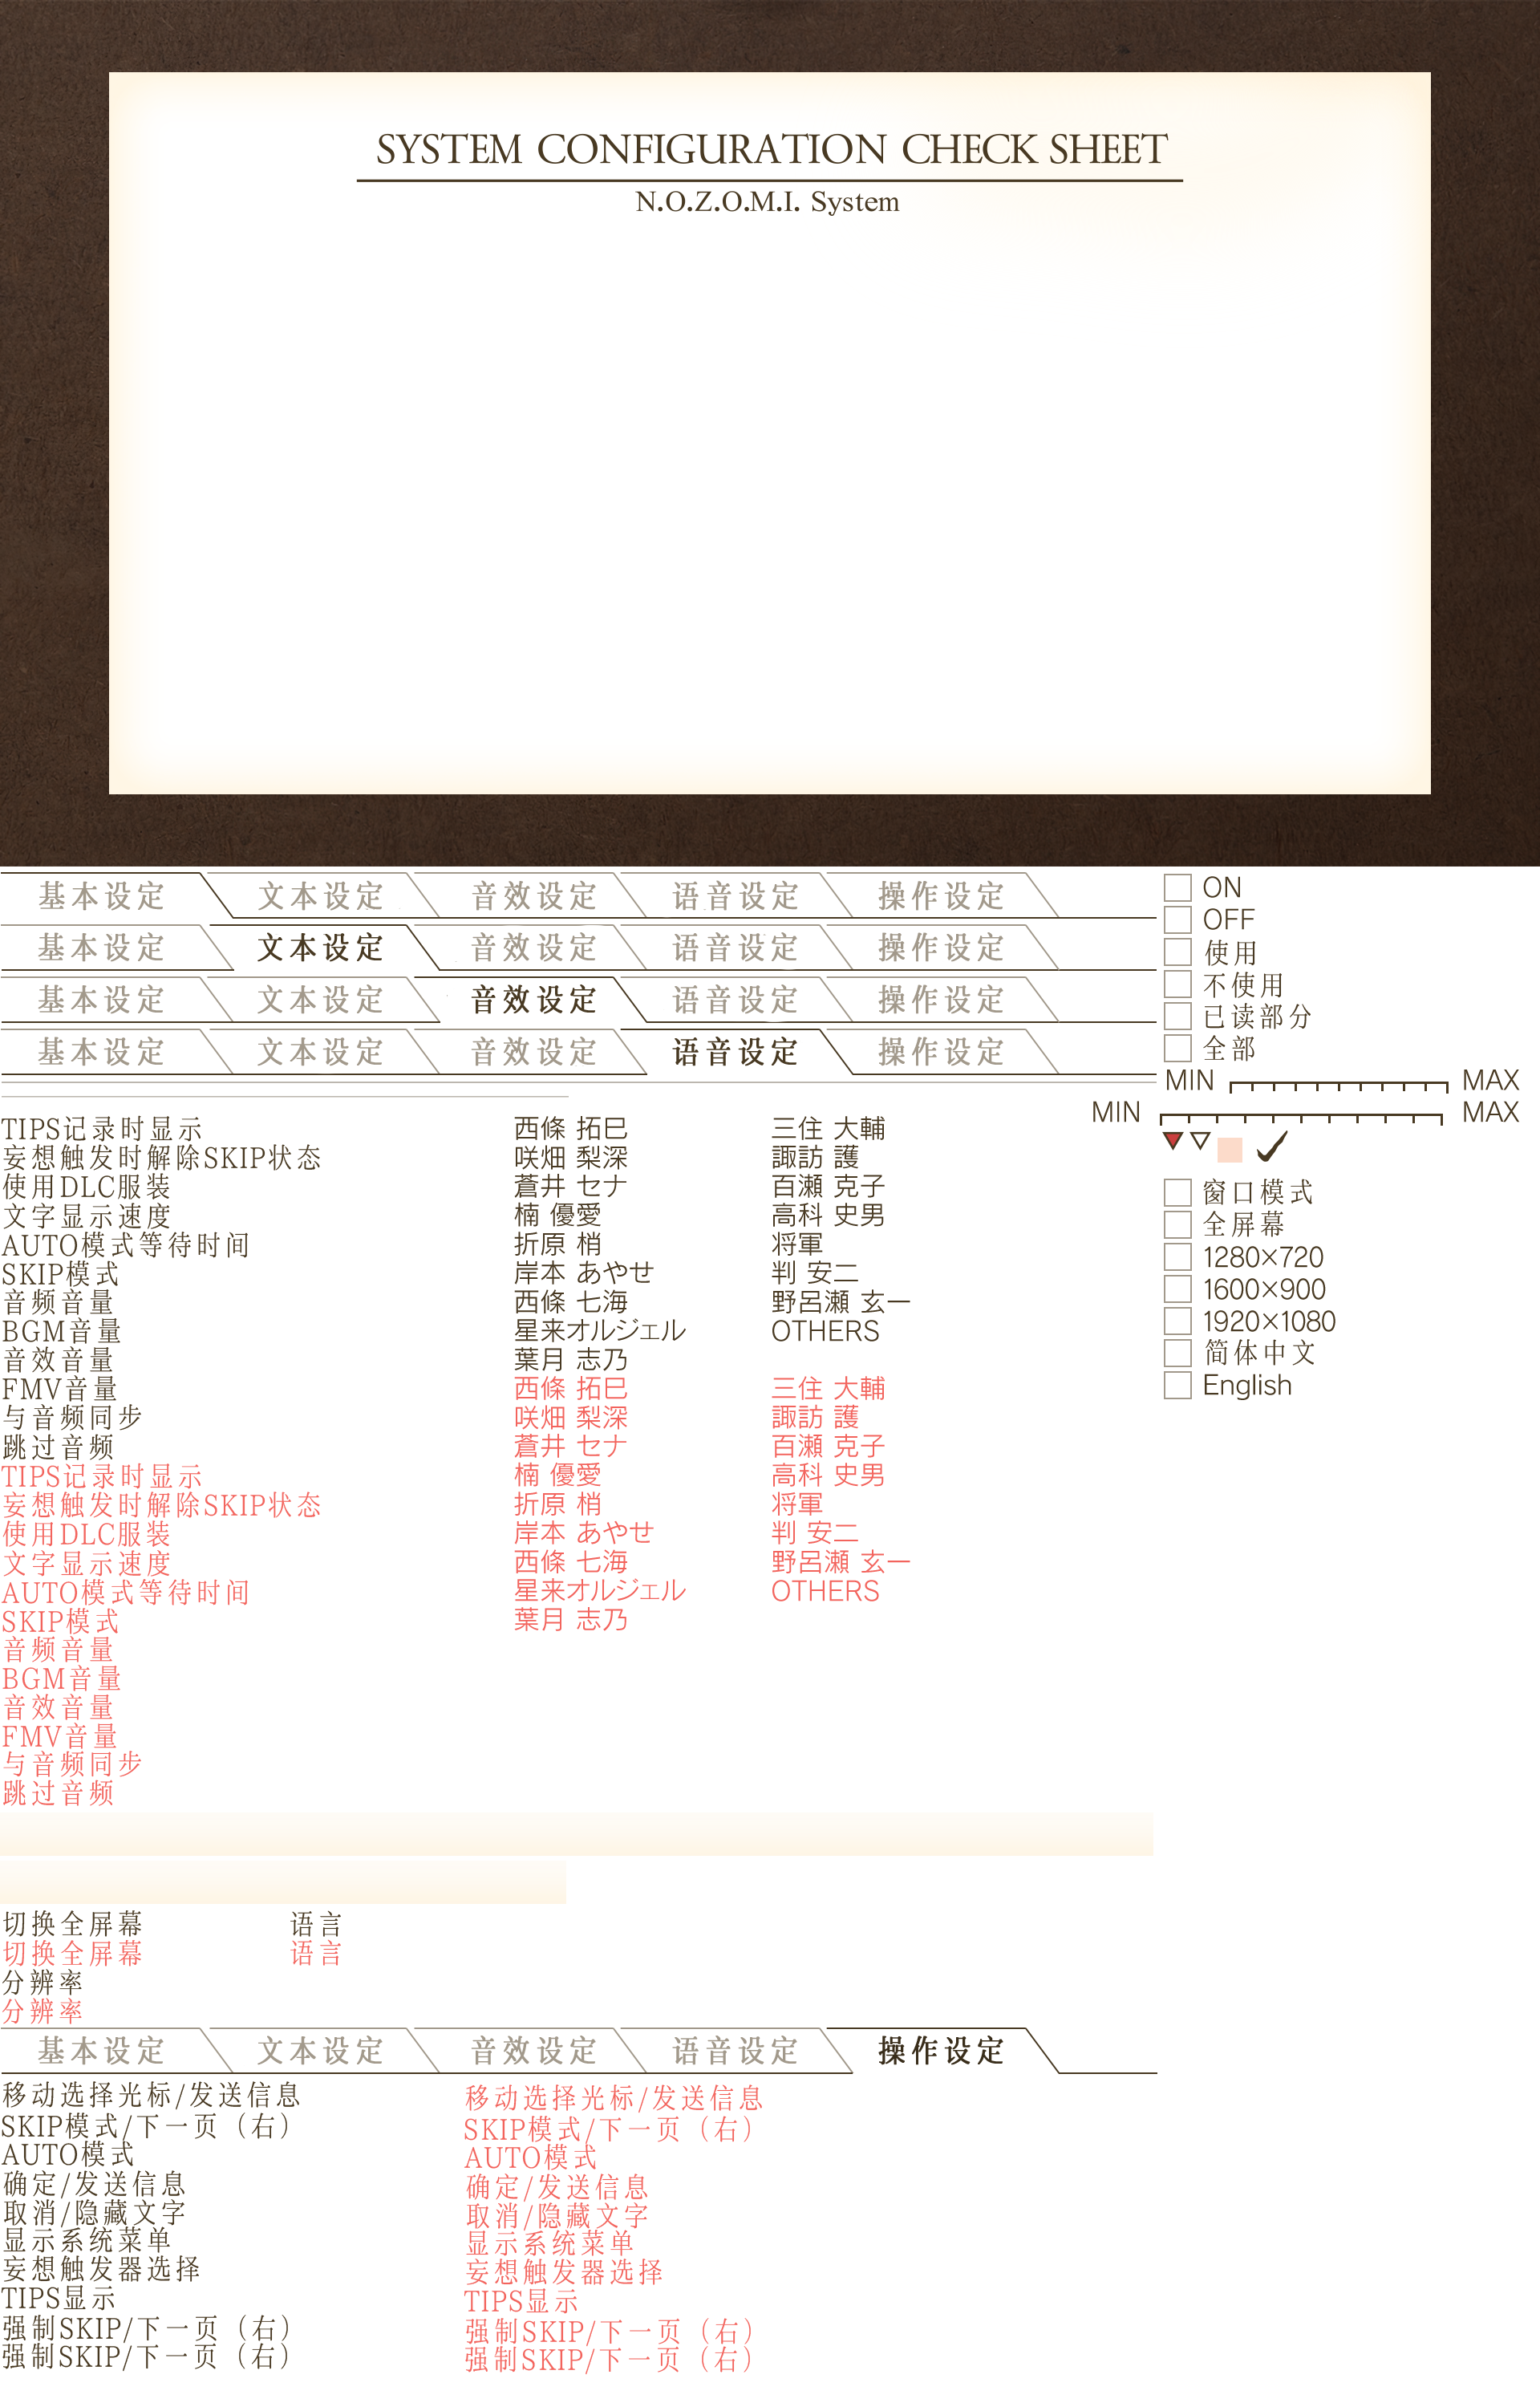 SYSTEM CONFIGURATION CHECK SHEET
N.O.Z.O.M.I. System
基本设定 文本设定 音效设定 语音设定 操作设定
基本设定 文本设定 音效设定 语音设定 操作设定
基本设定 文本设定 音效设定 语音设定 操作设定
基本设定 文本设定 音效设定 语音设定 操作设定
ON
OFF
使用
不使用
已读部分
全部
MIN MAX
MIN MAX
窗口模式
全屏幕
1280×720
1600×900
1920×1080
简体中文
English
TIPS记录时显示
妄想触发时解除SKIP状态
使用DLC服装
文字显示速度
AUTO模式等待时间
SKIP模式
音频音量
BGM音量
音效音量
FMV音量
与音频同步
跳过音频
TIPS记录时显示
妄想触发时解除SKIP状态
使用DLC服装
文字显示速度
AUTO模式等待时间
SKIP模式
音频音量
BGM音量
音效音量
FMV音量
与音频同步
跳过音频
西條 拓巳
咲畑 梨深
蒼井 セナ
楠 優愛
折原 梢
岸本 あやせ
西條 七海
星来オルジェル
葉月 志乃
西條 拓巳
咲畑 梨深
蒼井 セナ
楠 優愛
折原 梢
岸本 あやせ
西條 七海
星来オルジェル
葉月 志乃
三住 大輔
諏訪 護
百瀬 克子
高科 史男
将軍
判 安二
野呂瀬 玄一
OTHERS
三住 大輔
諏訪 護
百瀬 克子
高科 史男
将軍
判 安二
野呂瀬 玄一
OTHERS
切换全屏幕
切换全屏幕
分辨率
分辨率
语言
语言
基本设定 文本设定 音效设定 语音设定 操作设定
移动选择光标/发送信息
SKIP模式/下一页（右）
AUTO模式
确定/发送信息
取消/隐藏文字
显示系统菜单
妄想触发器选择
TIPS显示
强制SKIP/下一页（右）
强制SKIP/下一页（右）
移动选择光标/发送信息
SKIP模式/下一页（右）
AUTO模式
确定/发送信息
取消/隐藏文字
显示系统菜单
妄想触发器选择
TIPS显示
强制SKIP/下一页（右）
强制SKIP/下一页（右）